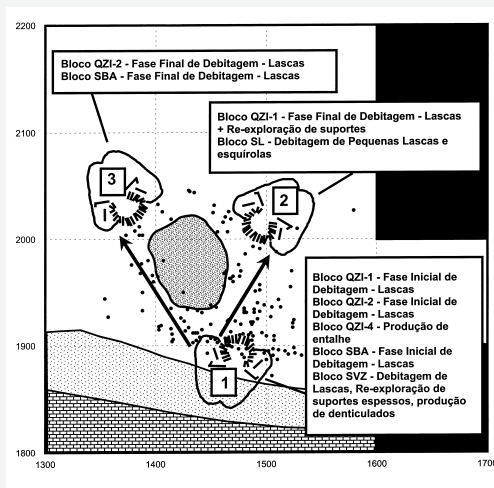 2200
Bloco QZI-2 - Fase Final de Debitagem - Lascas
Bloco SBA - Fase Final de Debitagem - Lascas
2100
Bloco QZI-1 - Fase Final de Debitagem - Lascas
+ Re-exploração de suportes
Bloco SL - Debitagem de Pequenas Lascas e
esquírolas
3
2
2000
Bloco QZI-1 - Fase Inicial de
Debitagem - Lascas
Bloco QZI-2 - Fase Inicial de
Debitagem - Lascas
Bloco QZI-4 - Produção de
entalhe
Bloco SBA - Fase Inicial de
Debitagem - Lascas
Bloco SVZ - Debitagem de
Lascas, Re-exploração de
suportes espessos, produção
de denticulados
1900
1
1800
1300 1400 1500 1600 1700